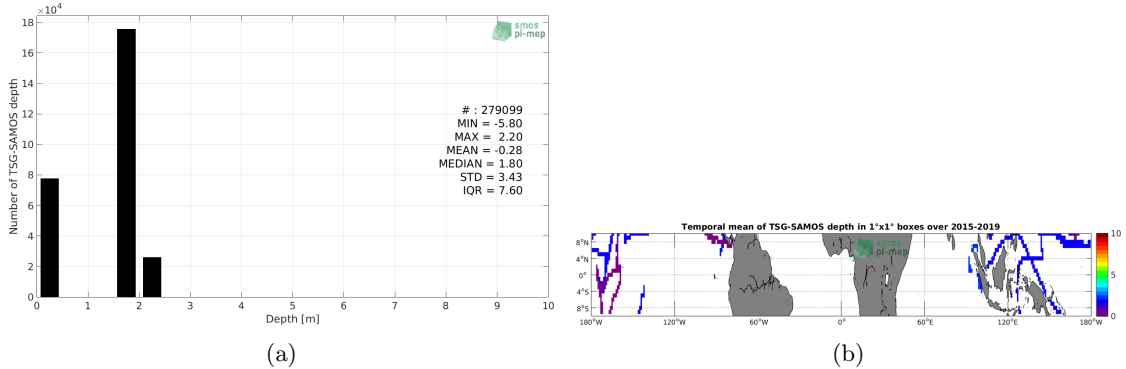 ×10⁴
18
16
14
12
10
8
6
4
2
0
Number of TSG-SAMOS depth
smos
pi-mep
# : 279099
MIN = -5.80
MAX = 2.20
MEAN = -0.28
MEDIAN = 1.80
STD = 3.43
IQR = 7.60
0 1 2 3 4 5 6 7 8 9 10
Depth [m]
(a)
Temporal mean of TSG-SAMOS depth in 1°x1° boxes over 2015-2019
smos
pi-mep
8°N
4°N
0°
4°S
8°S
180°W 120°W 60°W 0° 60°E 120°E 180°W
10
5
0
(b)